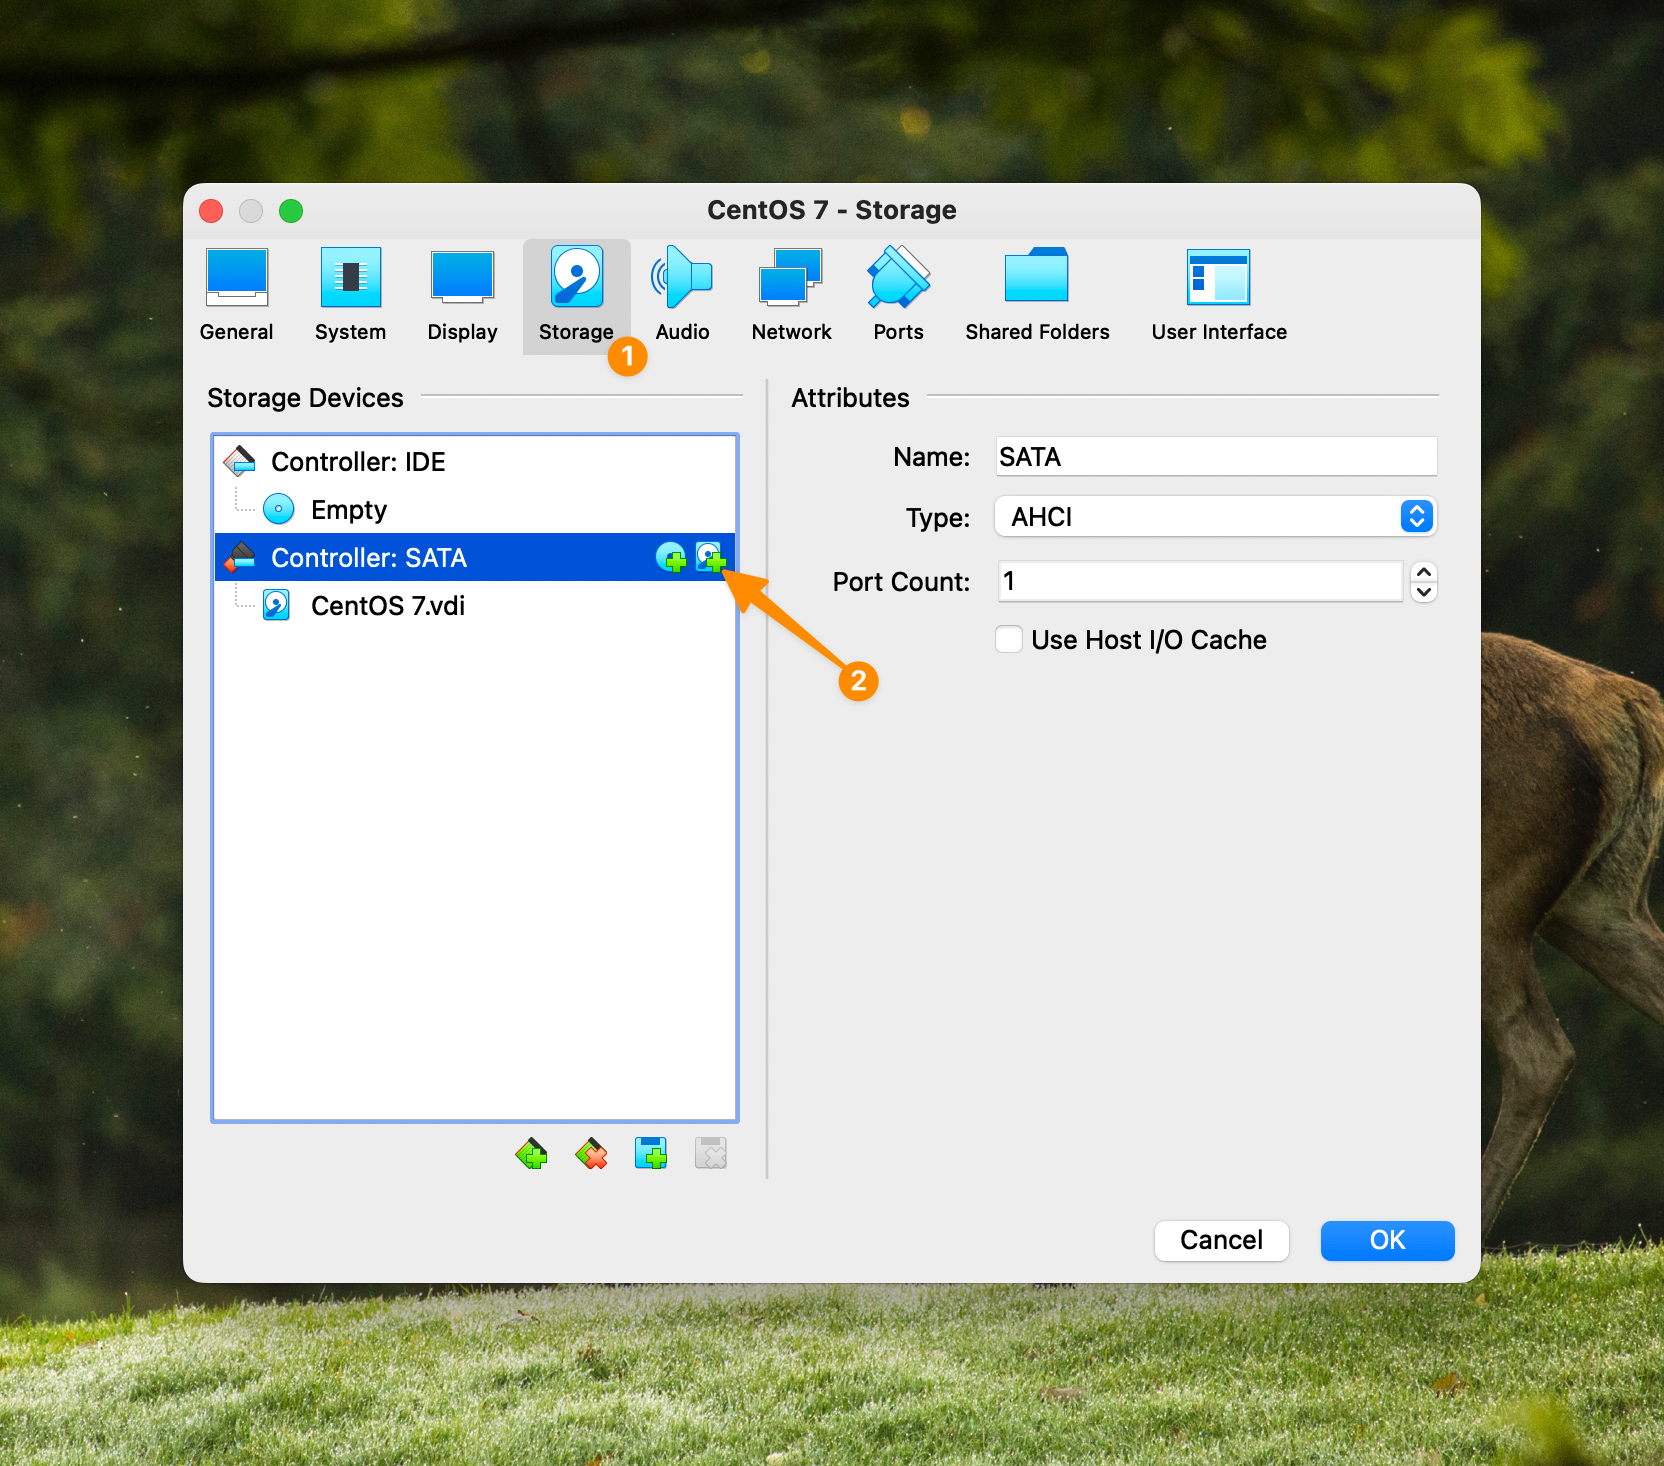 CentOS 7 - Storage
General System Display Storage Audio Network Ports Shared Folders User Interface
1
Storage Devices Attributes
Controller: IDE
Empty
Controller: SATA
CentOS 7.vdi
Name: SATA
Type: AHCI
Port Count: 1
Use Host I/O Cache
2
Cancel OK